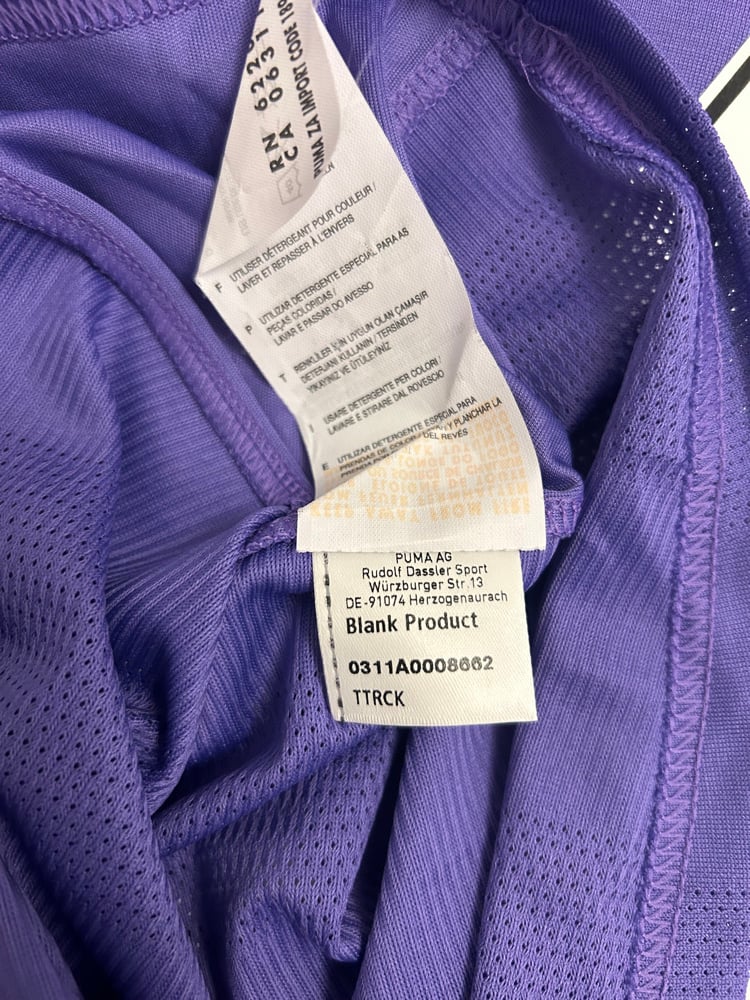 RN 622
CA 0631
PUMA ZA IMPORT CODE 189
F UTILISER DÉTERGEANT POUR COULEUR /
LAVER ET REPASSER À L'ENVERS
P UTILIZAR DETERGENTE ESPECIAL PARA AS
PEÇAS COLORIDAS /
LAVAR E PASSAR DO AVESSO
T RENKLİLER İÇİN UYGUN OLAN ÇAMAŞIR
DETERJANI KULLANIN / TERSİNDEN
YIKAYINIZ VE ÜTÜLEYİNİZ
I USARE DETERGENTE PER COLORI /
LAVARE E STIRARE DAL ROVESCIO
E UTILIZAR DETERGENTE ESPECIAL PARA
PRENDAS DE COLOR / Y PLANCHAR LA
PRENDA DEL REVÉS
PUMA AG
Rudolf Dassler Sport
Würzburger Str.13
DE-91074 Herzogenaurach
Blank Product
0311A0008662
TTRCK